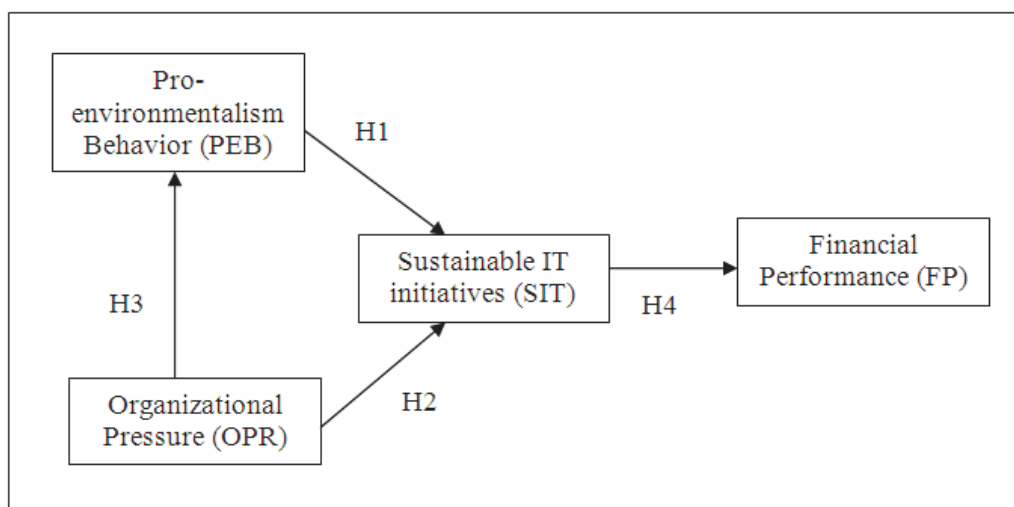 Pro-
environmentalism
Behavior (PEB)
H1
Sustainable IT
initiatives (SIT)
Financial
Performance (FP)
H3
H4
Organizational
Pressure (OPR)
H2